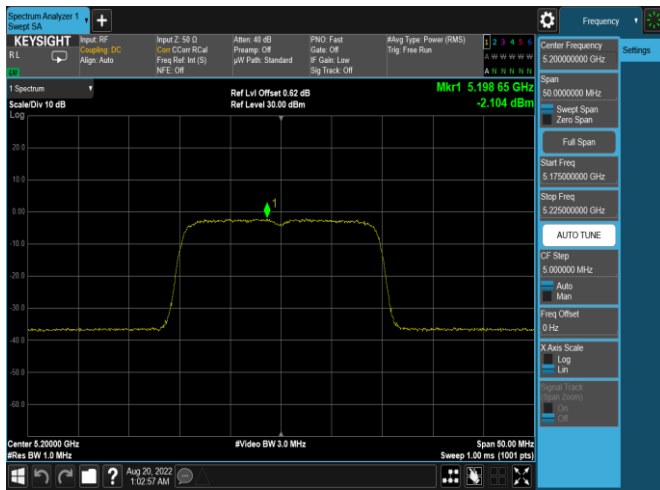 Spectrum Analyzer 1
Swept SA
+
Frequency
KEYSIGHT
RL
Input: RF
Coupling: DC
Align: Auto
Input Z: 50 Ω
Corr CCorr RCal
Freq Ref: Int (S)
NFE: Off
Atten: 40 dB
Preamp: Off
µW Path: Standard
PNO: Fast
Gate: Off
IF Gain: Low
Sig Track: Off
#Avg Type: Power (RMS)
Trig: Free Run
1 2 3 4 5 6
A W W W W W
A N N N N N
1 Spectrum
Scale/Div 10 dB
Log
Ref Lvl Offset 0.62 dB
Ref Level 30.00 dBm
Mkr1 5.198 65 GHz
-2.104 dBm
20.0
10.0
0.00
-10.0
-20.0
-30.0
-40.0
-50.0
-60.0
1
Center 5.20000 GHz
#Res BW 1.0 MHz
#Video BW 3.0 MHz
Span 50.00 MHz
Sweep 1.00 ms (1001 pts)
Aug 20, 2022
1:02:57 AM
?
Center Frequency
5.200000000 GHz
Settings
Span
50.0000000 MHz
Swept Span
Zero Span
Full Span
Start Freq
5.175000000 GHz
Stop Freq
5.225000000 GHz
AUTO TUNE
CF Step
5.000000 MHz
Auto
Man
Freq Offset
0 Hz
X Axis Scale
Log
Lin
Signal Track
(Span Zoom)
On
Off